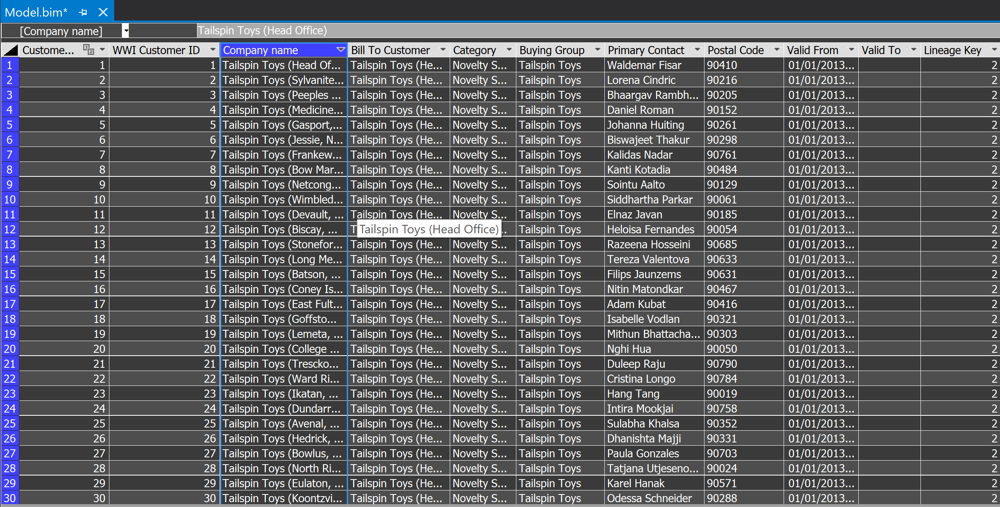 Model.bim*
[Company name] Tailspin Toys (Head Office)
Custome... WWI Customer ID Company name Bill To Customer Category Buying Group Primary Contact Postal Code Valid From Valid To Lineage Key
1 1 1 Tailspin Toys (Head Of... Tailspin Toys (He... Novelty S... Tailspin Toys Waldemar Fisar 90410 01/01/2013... 2
2 2 2 Tailspin Toys (Sylvanite... Tailspin Toys (He... Novelty S... Tailspin Toys Lorena Cindric 90216 01/01/2013... 2
3 3 3 Tailspin Toys (Peeples ... Tailspin Toys (He... Novelty S... Tailspin Toys Bhaargav Rambh... 90205 01/01/2013... 2
4 4 4 Tailspin Toys (Medicine... Tailspin Toys (He... Novelty S... Tailspin Toys Daniel Roman 90152 01/01/2013... 2
5 5 5 Tailspin Toys (Gasport,... Tailspin Toys (He... Novelty S... Tailspin Toys Johanna Huiting 90261 01/01/2013... 2
6 6 6 Tailspin Toys (Jessie, N... Tailspin Toys (He... Novelty S... Tailspin Toys Biswajeet Thakur 90298 01/01/2013... 2
7 7 7 Tailspin Toys (Frankew... Tailspin Toys (He... Novelty S... Tailspin Toys Kalidas Nadar 90761 01/01/2013... 2
8 8 8 Tailspin Toys (Bow Mar... Tailspin Toys (He... Novelty S... Tailspin Toys Kanti Kotadia 90484 01/01/2013... 2
9 9 9 Tailspin Toys (Netcong... Tailspin Toys (He... Novelty S... Tailspin Toys Sointu Aalto 90129 01/01/2013... 2
10 10 10 Tailspin Toys (Wimbled... Tailspin Toys (He... Novelty S... Tailspin Toys Siddhartha Parkar 90061 01/01/2013... 2
11 11 11 Tailspin Toys (Devault, ... Tailspin Toys (He... Novelty S... Tailspin Toys Elnaz Javan 90185 01/01/2013... 2
12 12 12 Tailspin Toys (Biscay, ... Tailspin Toys (Head Office) Tailspin Toys Heloisa Fernandes 90054 01/01/2013... 2
13 13 13 Tailspin Toys (Stonefor... Tailspin Toys (He... Novelty S... Tailspin Toys Razeena Hosseini 90685 01/01/2013... 2
14 14 14 Tailspin Toys (Long Me... Tailspin Toys (He... Novelty S... Tailspin Toys Tereza Valentova 90633 01/01/2013... 2
15 15 15 Tailspin Toys (Batson, ... Tailspin Toys (He... Novelty S... Tailspin Toys Filips Jaunzems 90631 01/01/2013... 2
16 16 16 Tailspin Toys (Coney Is... Tailspin Toys (He... Novelty S... Tailspin Toys Nitin Matondkar 90467 01/01/2013... 2
17 17 17 Tailspin Toys (East Fult... Tailspin Toys (He... Novelty S... Tailspin Toys Adam Kubat 90416 01/01/2013... 2
18 18 18 Tailspin Toys (Goffsto... Tailspin Toys (He... Novelty S... Tailspin Toys Isabelle Vodlan 90321 01/01/2013... 2
19 19 19 Tailspin Toys (Lemeta, ... Tailspin Toys (He... Novelty S... Tailspin Toys Mithun Bhattacha... 90303 01/01/2013... 2
20 20 20 Tailspin Toys (College ... Tailspin Toys (He... Novelty S... Tailspin Toys Nghi Hua 90050 01/01/2013... 2
21 21 21 Tailspin Toys (Trescko... Tailspin Toys (He... Novelty S... Tailspin Toys Duleep Raju 90790 01/01/2013... 2
22 22 22 Tailspin Toys (Ward Ri... Tailspin Toys (He... Novelty S... Tailspin Toys Cristina Longo 90784 01/01/2013... 2
23 23 23 Tailspin Toys (Ikatan, ... Tailspin Toys (He... Novelty S... Tailspin Toys Hang Tang 90019 01/01/2013... 2
24 24 24 Tailspin Toys (Dundarr... Tailspin Toys (He... Novelty S... Tailspin Toys Intira Mookjai 90758 01/01/2013... 2
25 25 25 Tailspin Toys (Avenal, ... Tailspin Toys (He... Novelty S... Tailspin Toys Sulabha Khalsa 90352 01/01/2013... 2
26 26 26 Tailspin Toys (Hedrick, ... Tailspin Toys (He... Novelty S... Tailspin Toys Dhanishta Majji 90331 01/01/2013... 2
27 27 27 Tailspin Toys (Bowlus, ... Tailspin Toys (He... Novelty S... Tailspin Toys Paula Gonzales 90703 01/01/2013... 2
28 28 28 Tailspin Toys (North Ri... Tailspin Toys (He... Novelty S... Tailspin Toys Tatjana Utjeseno... 90024 01/01/2013... 2
29 29 29 Tailspin Toys (Eulaton, ... Tailspin Toys (He... Novelty S... Tailspin Toys Karel Hanak 90571 01/01/2013... 2
30 30 30 Tailspin Toys (Koontzvi... Tailspin Toys (He... Novelty S... Tailspin Toys Odessa Schneider 90288 01/01/2013... 2